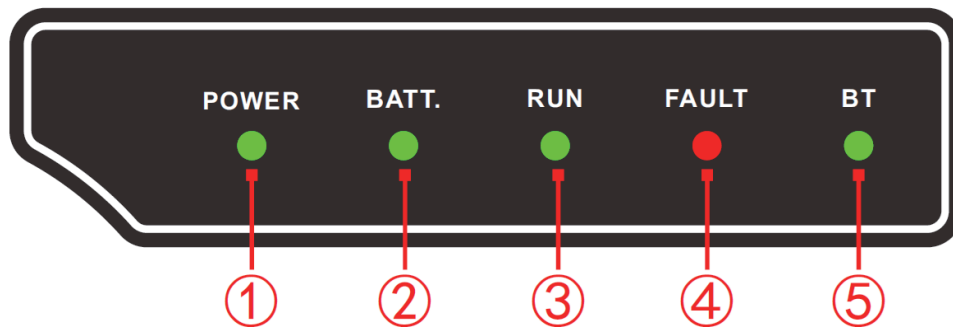 POWER BATT. RUN FAULT BT
① ② ③ ④ ⑤